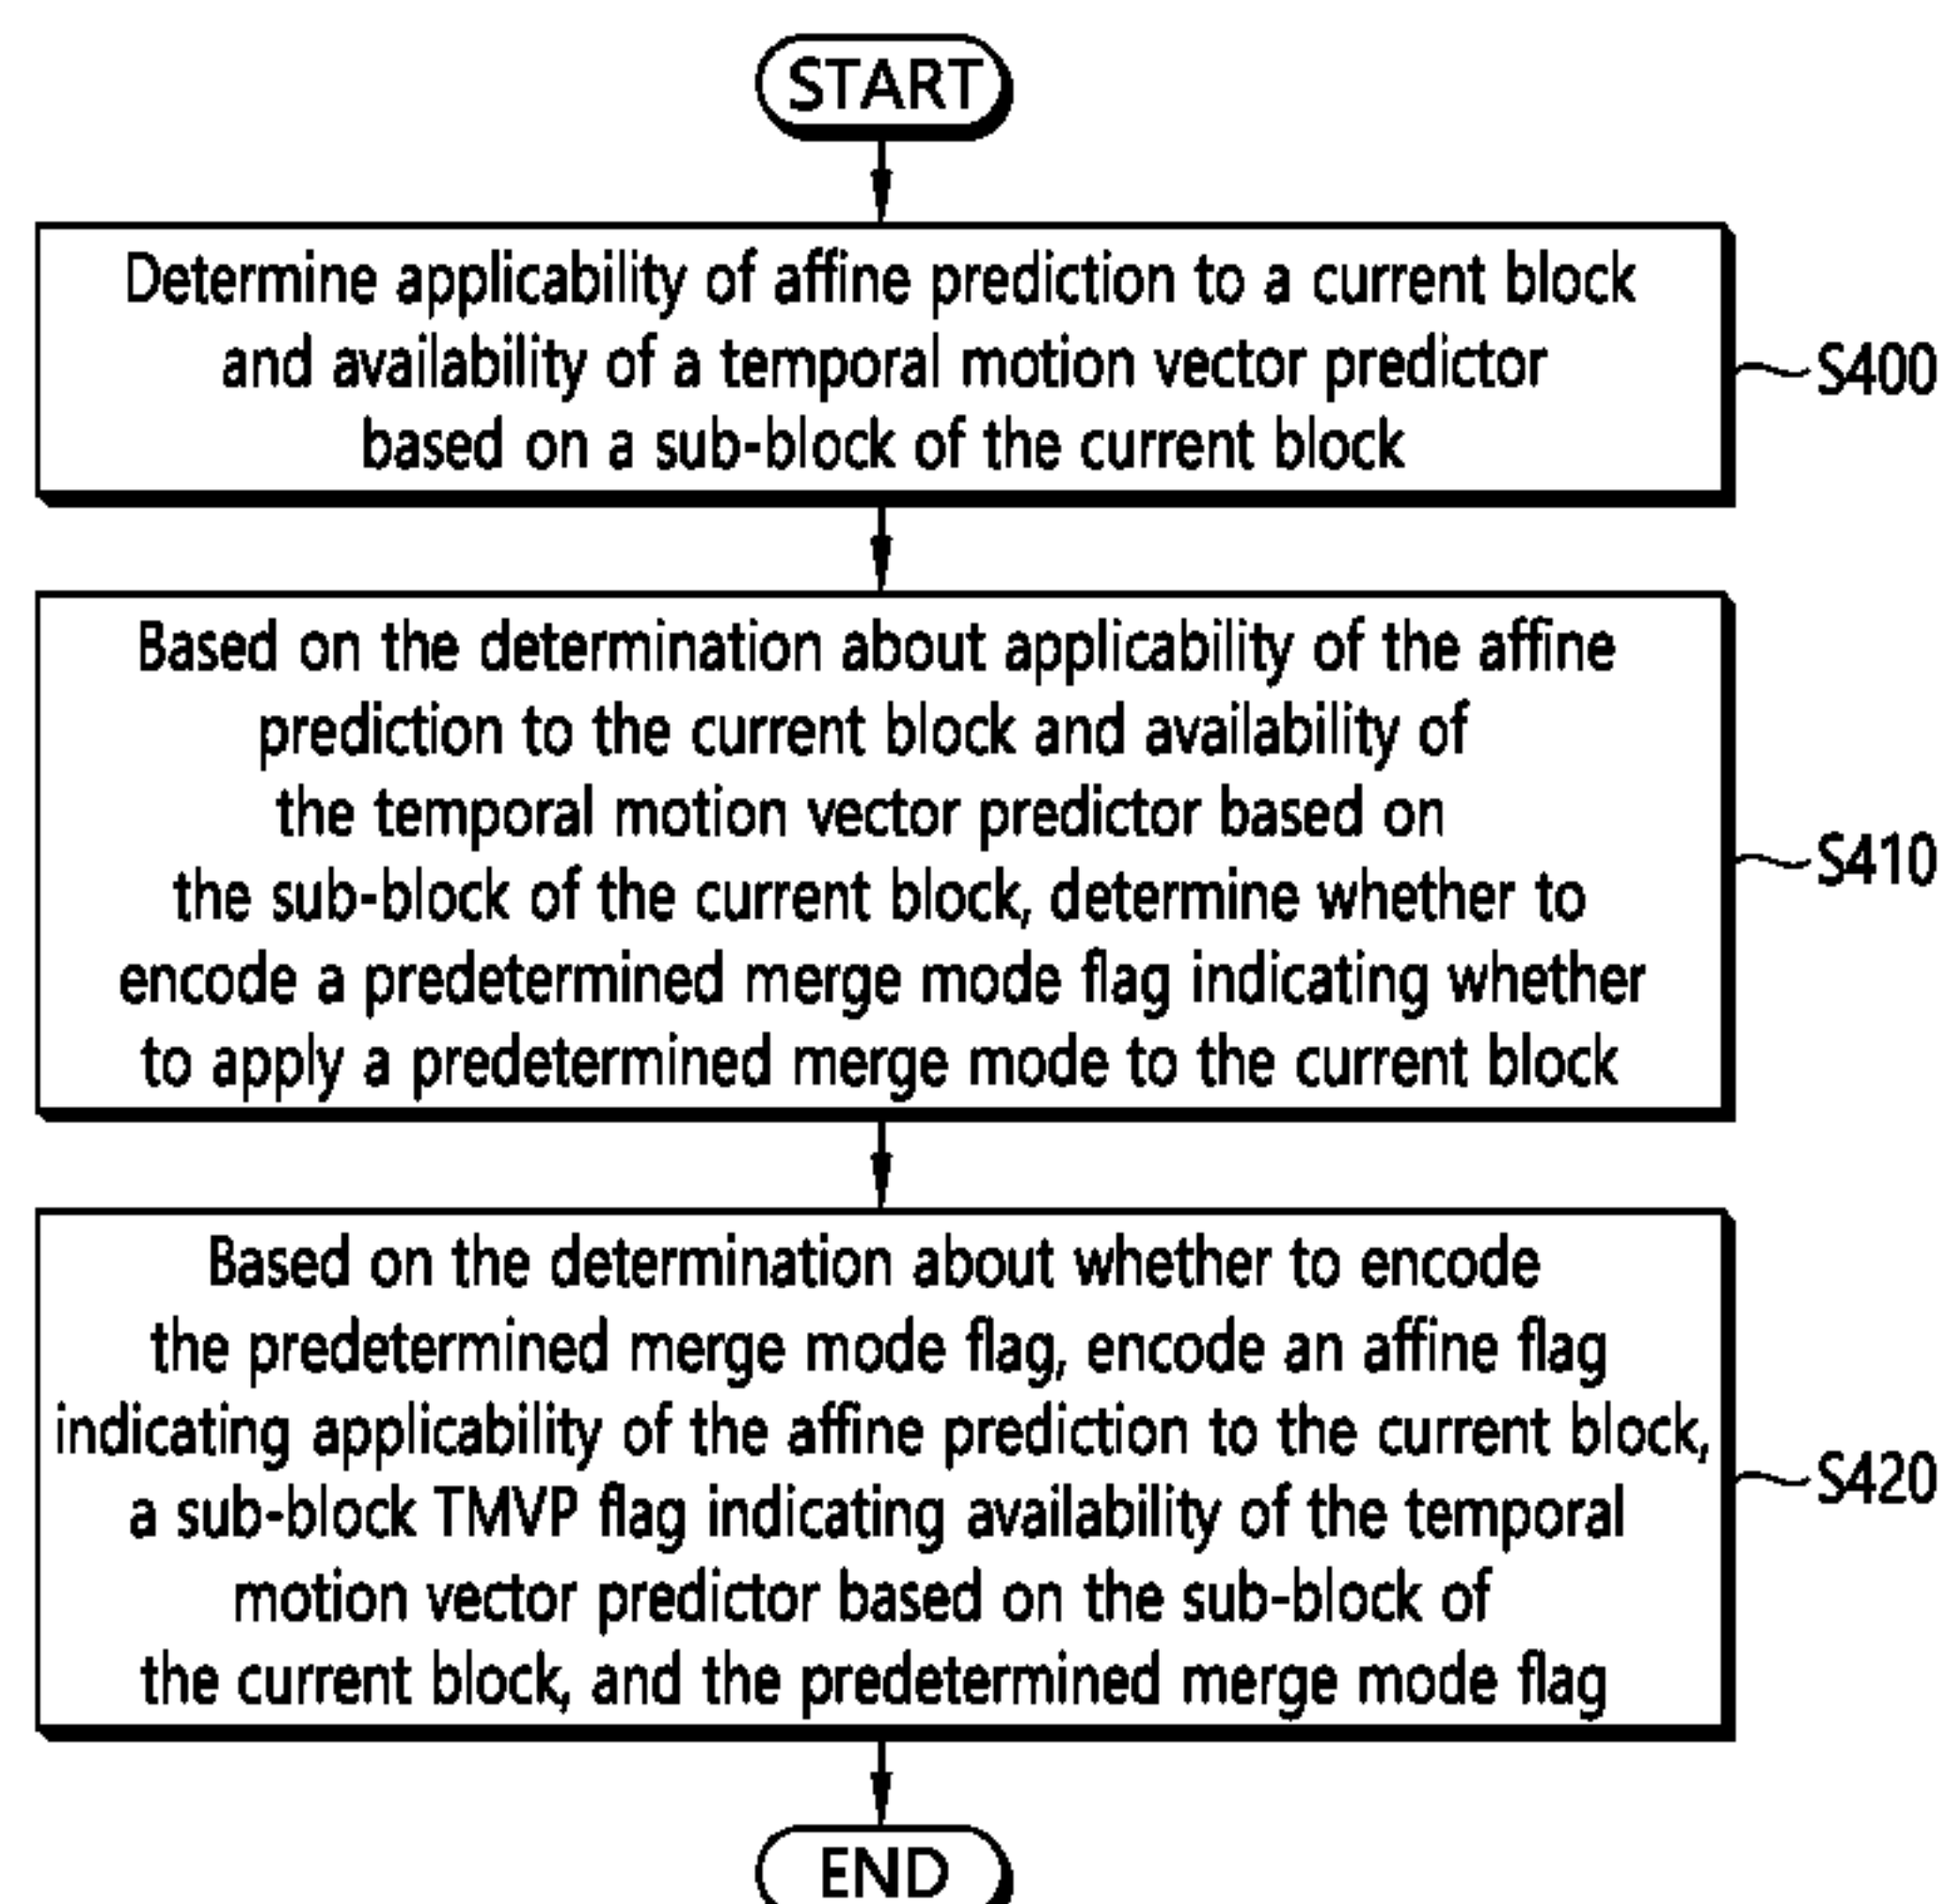 START
Determine applicability of affine prediction to a current block
and availability of a temporal motion vector predictor
based on a sub-block of the current block
S400
Based on the determination about applicability of the affine
prediction to the current block and availability of
the temporal motion vector predictor based on
the sub-block of the current block, determine whether to
encode a predetermined merge mode flag indicating whether
to apply a predetermined merge mode to the current block
S410
Based on the determination about whether to encode
the predetermined merge mode flag, encode an affine flag
indicating applicability of the affine prediction to the current block,
a sub-block TMVP flag indicating availability of the temporal
motion vector predictor based on the sub-block of
the current block, and the predetermined merge mode flag
S420
END